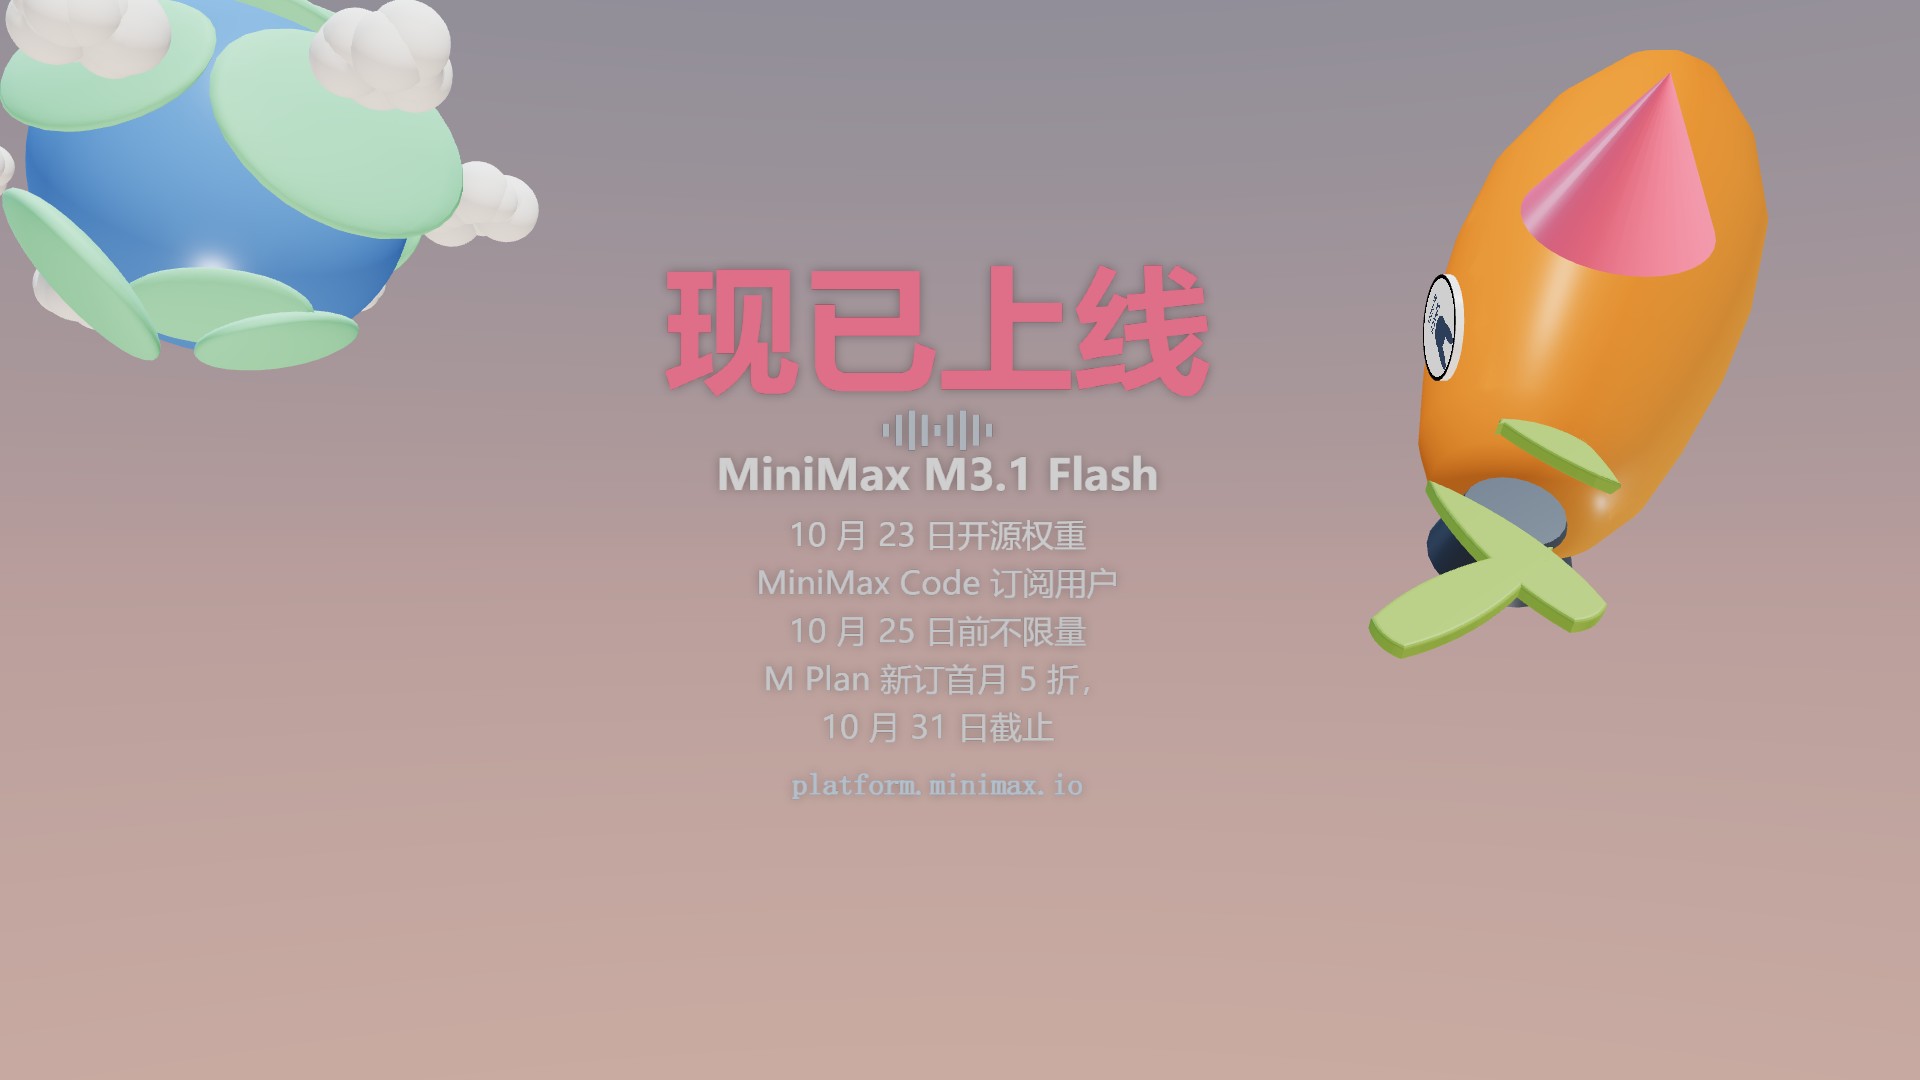 现已上线
MiniMax M3.1 Flash
10 月 23 日开源权重
MiniMax Code 订阅用户
10 月 25 日前不限量
M Plan 新订首月 5 折，
10 月 31 日截止
platform.minimax.io